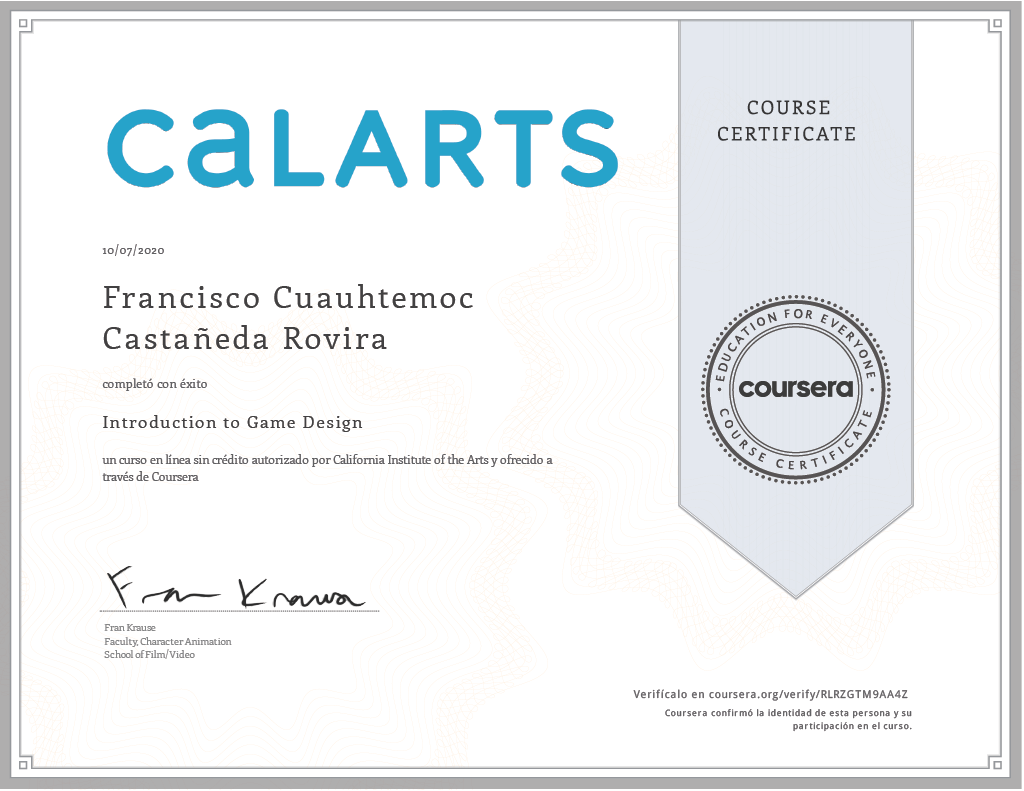 CALARTS
COURSE
CERTIFICATE
10/07/2020
Francisco Cuauhtemoc
Castañeda Rovira
completó con éxito
Introduction to Game Design
un curso en línea sin crédito autorizado por California Institute of the Arts y ofrecido a
través de Coursera
EDUCATION FOR EVERYONE
coursera
COURSE CERTIFICATE
Fran Krause
Fran Krause
Faculty, Character Animation
School of Film/Video
Verifícalo en coursera.org/verify/RLRZGTM9AA4Z
Coursera confirmó la identidad de esta persona y su
participación en el curso.